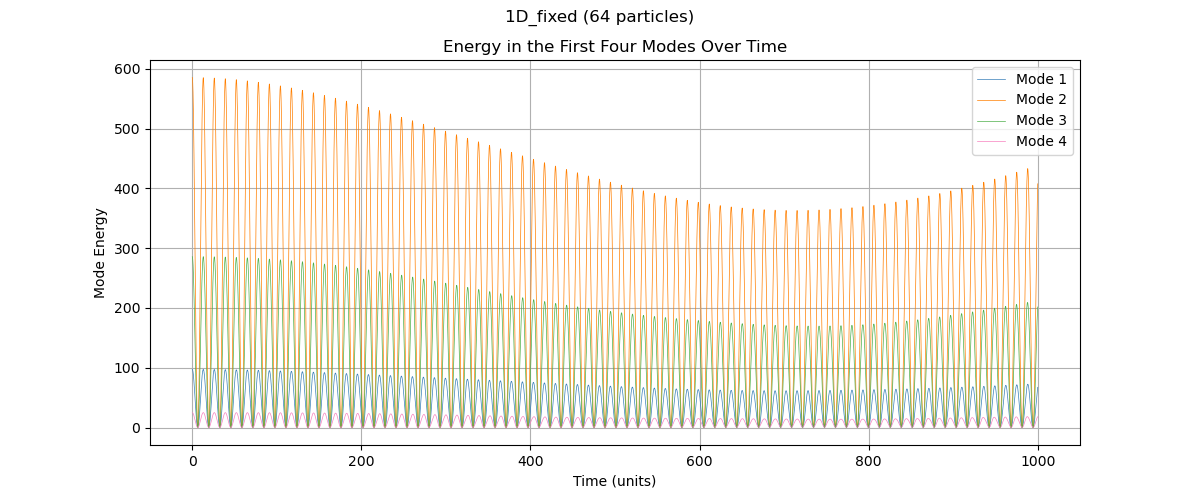 1D_fixed (64 particles)
Energy in the First Four Modes Over Time
Mode Energy
600
500
400
300
200
100
0
Mode 1
Mode 2
Mode 3
Mode 4
0 200 400 600 800 1000
Time (units)